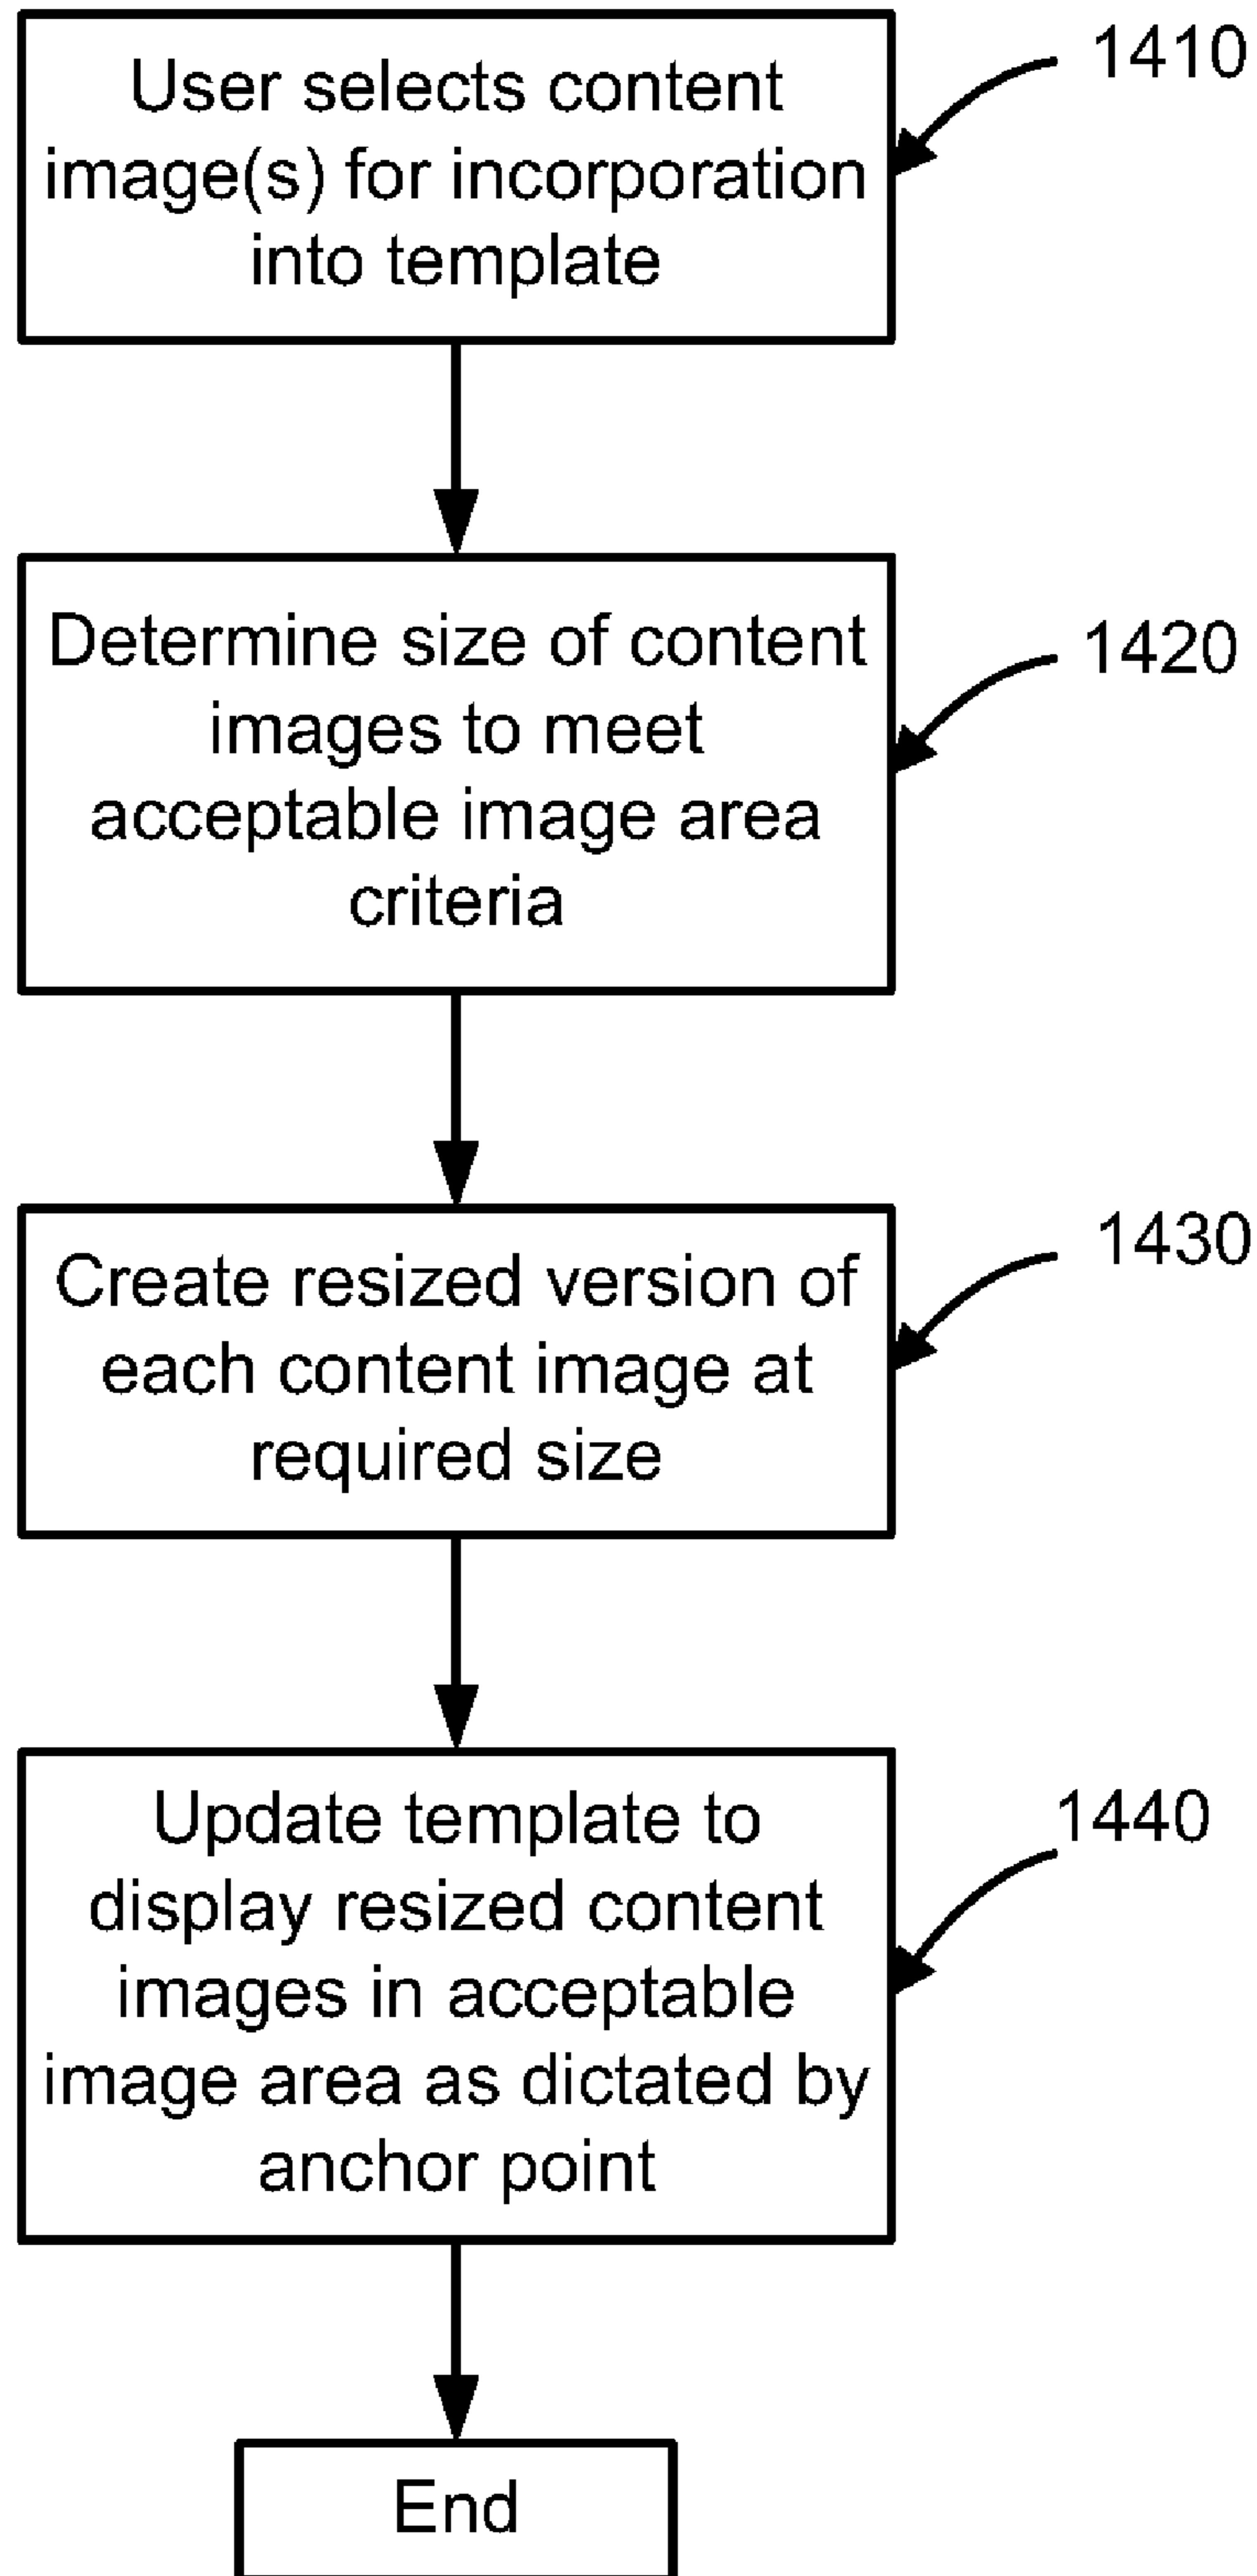 User selects content
image(s) for incorporation
into template
1410
Determine size of content
images to meet
acceptable image area
criteria
1420
Create resized version of
each content image at
required size
1430
Update template to
display resized content
images in acceptable
image area as dictated by
anchor point
1440
End